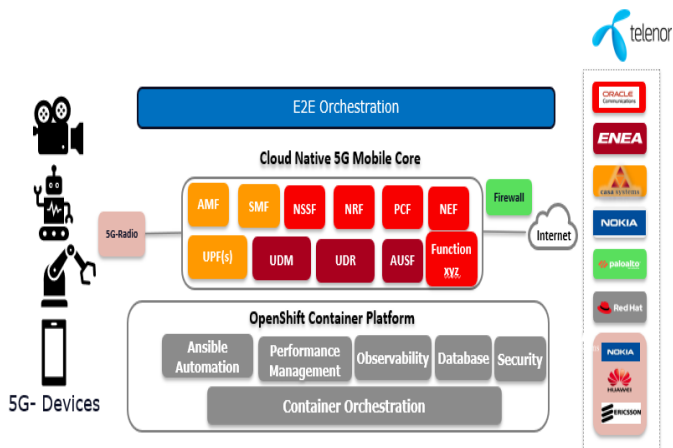 telenor
E2E Orchestration
ORACLE
Communications
ENEA
casa systems
NOKIA
paloalto
Red Hat
NOKIA
HUAWEI
ERICSSON
Cloud Native 5G Mobile Core
AMF
SMF
NSSF
NRF
PCF
NEF
Firewall
5G-Radio
Internet
UPF(s)
UDM
UDR
AUSF
Function
xyz
OpenShift Container Platform
Ansible
Automation
Performance
Management
Observability
Database
Security
Container Orchestration
5G- Devices